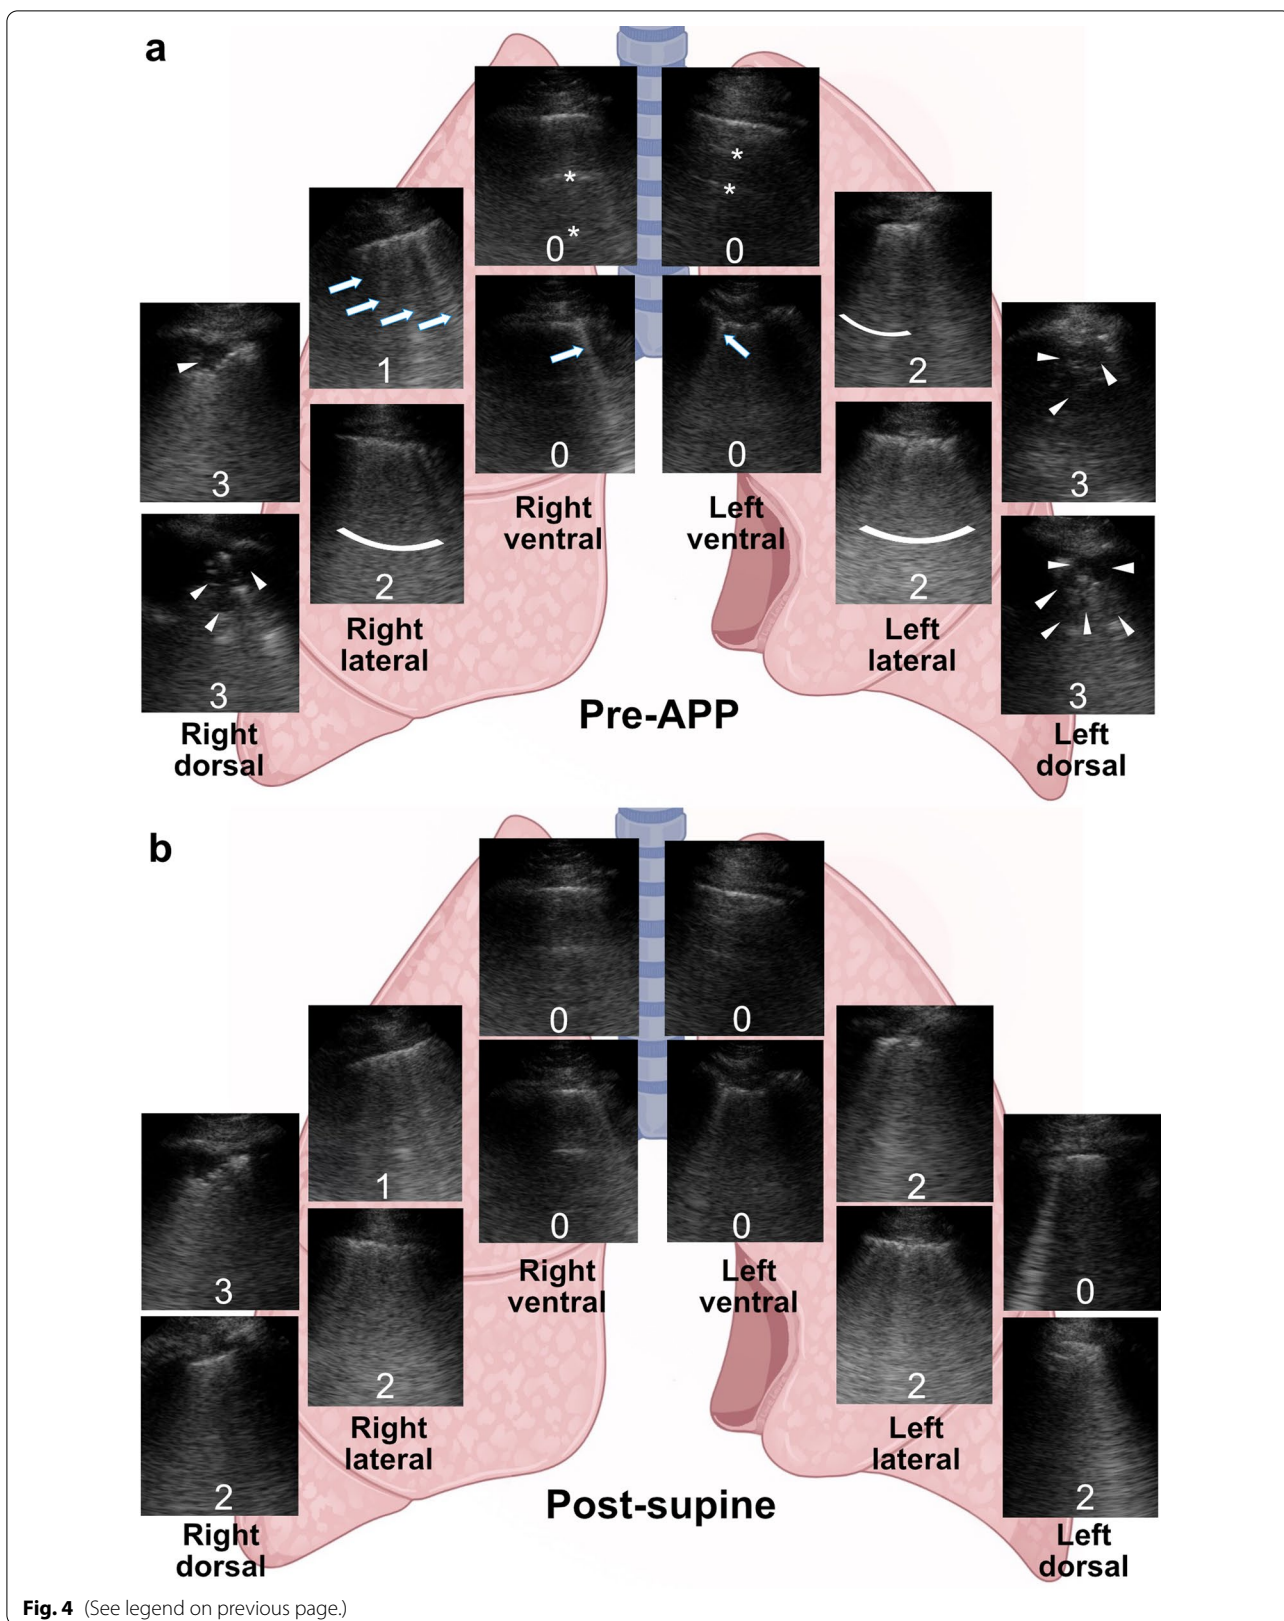 a
* *
* *
0 0
1 2
3 0 0 3
Right Left
ventral ventral
2 2
Right Left
lateral lateral
3 3
Pre-APP
Right Left
dorsal dorsal
b
0 0
1 2
3 0 0 0
Right Left
ventral ventral
2 2
Right Left
lateral lateral
2 2
Post-supine
Right Left
dorsal dorsal
Fig. 4 (See legend on previous page.)